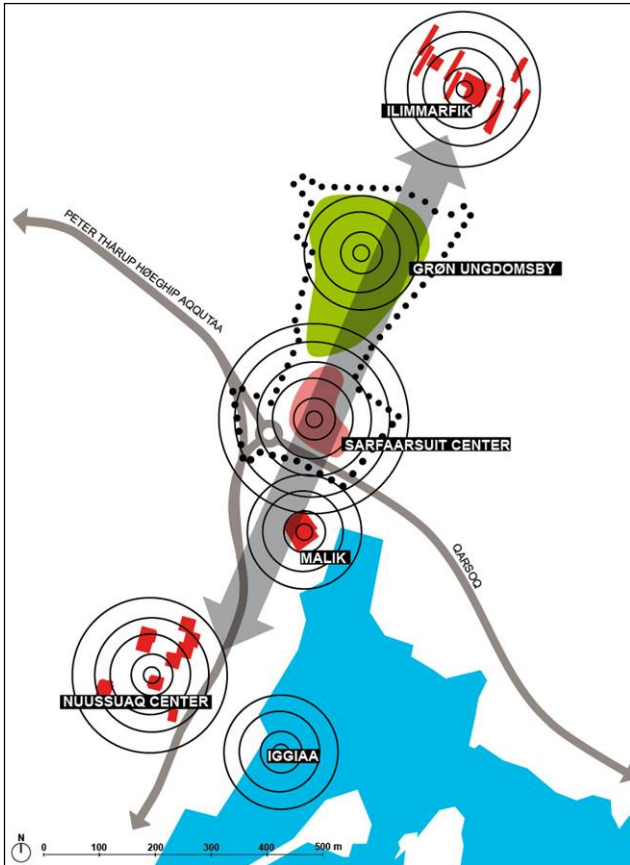 ILIMMARFIK
PETER THÅRUP HØEGHIP AQQUTAA
GRØN UNGDOMSBY
SARFAARSUIT CENTER
MALIK
QARSOQ
NUUSSUAQ CENTER
IGGIAA
N
0 100 200 300 400 500 m